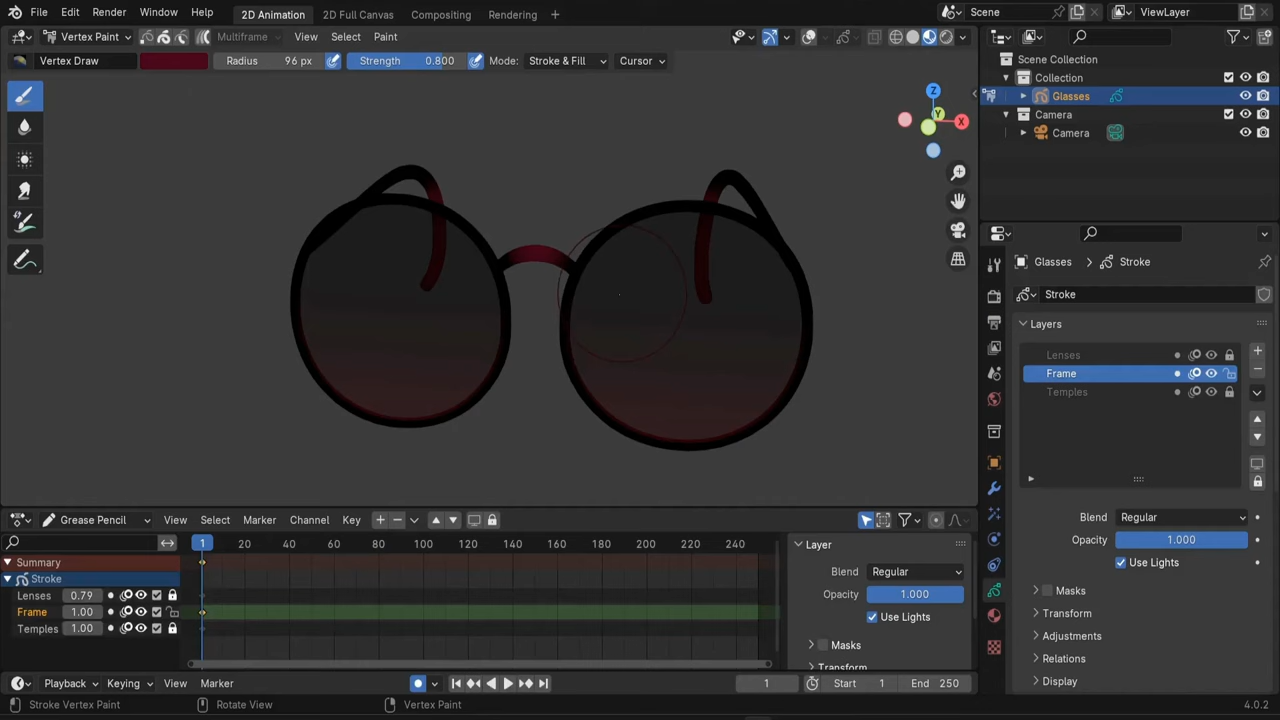 File Edit Render Window Help 2D Animation 2D Full Canvas Compositing Rendering + Scene ViewLayer
Vertex Paint Multiframe View Select Paint
Vertex Draw Radius 96 px Strength 0.800 Mode: Stroke & Fill Cursor
Z
Y
X
Scene Collection
Collection
Glasses
Camera
Camera
Glasses > Stroke
Stroke
Layers
Lenses
Frame
Temples
Blend Regular
Opacity 1.000
Use Lights
Masks
Transform
Adjustments
Relations
Display
Grease Pencil View Select Marker Channel Key
1 20 40 60 80 100 120 140 160 180 200 220 240
Summary
Stroke
Lenses 0.79
Frame 1.00
Temples 1.00
Layer
Blend Regular
Opacity 1.000
Use Lights
Masks
Transform
Playback Keying View Marker 1 Start 1 End 250
Stroke Vertex Paint Rotate View Vertex Paint 4.0.2